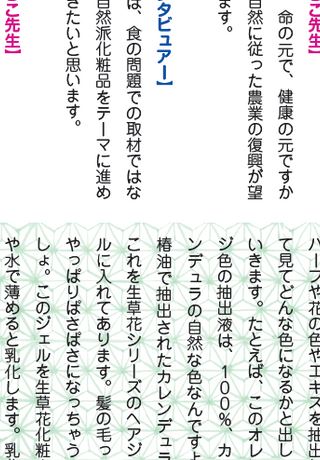 こ先生】
命の元で、健康の元ですか
自然に従った農業の復興が望
ます。
タビュアー】
は、食の問題での取材ではな
自然派化粧品をテーマに進め
きたいと思います。
こ先生】
ハーブや花の色やエキスを抽出
て見てどんな色になるかと出し
いきます。たとえば、このオレ
ジ色の抽出液は、１００％、カ
ンデュラの自然な色なんですよ
椿油で抽出されたカレンデュラ
これを生草花シリーズのヘアジ
ルに入れてあります。髪の毛っ
やっぱりぱさぱさになっちゃう
しょ。このジェルを生草花化粧
や水で薄めると乳化します。乳